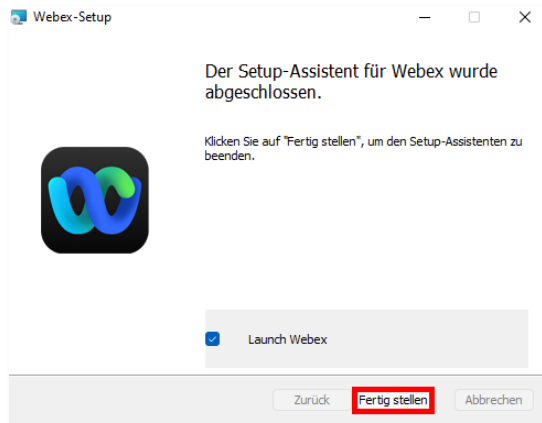 Webex-Setup
Der Setup-Assistent für Webex wurde
abgeschlossen.
Klicken Sie auf "Fertig stellen", um den Setup-Assistenten zu
beenden.
Launch Webex
Zurück Fertig stellen Abbrechen